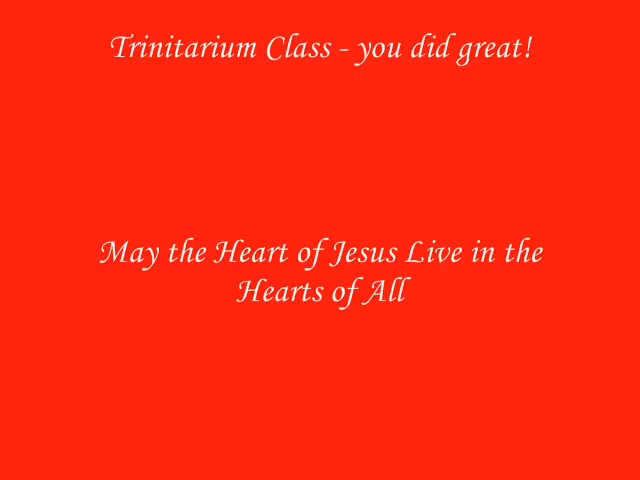 Trinitarium Class - you did great!
May the Heart of Jesus Live in the
Hearts of All